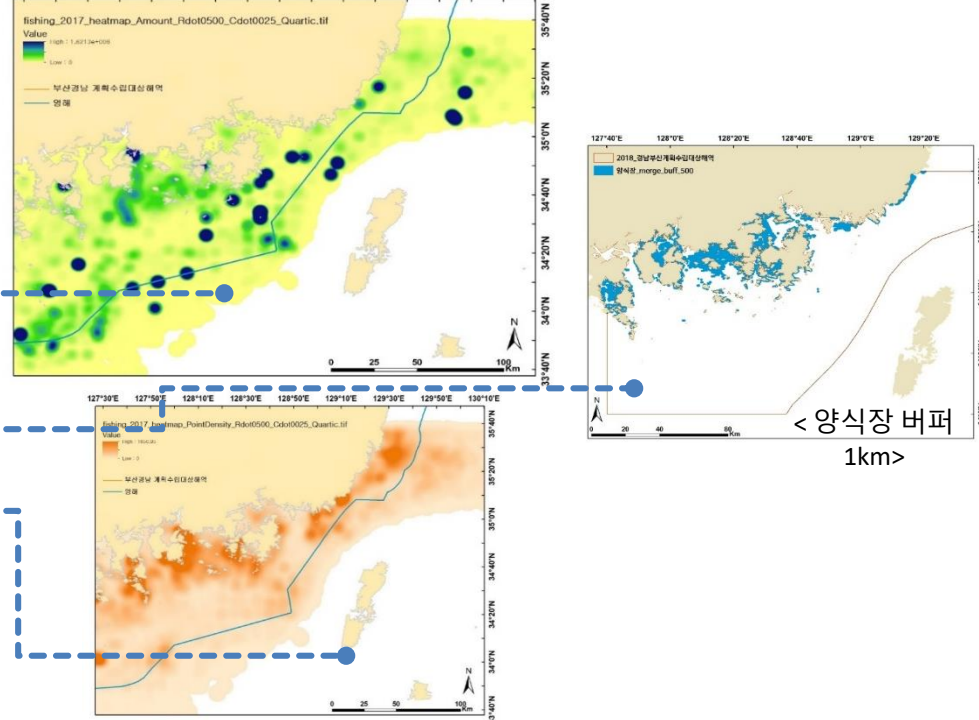 fishing_2017_heatmap_Amount_Rdot0500_Cdot0025_Quartic.tif
Value
Low : 0
부산경남 계획수립대상해역
영해
35°40'N
35°20'N
35°0'N
34°40'N
34°20'N
34°0'N
33°40'N
N
0 25 50 100
Km
127°40'E 128°0'E 128°20'E 128°40'E 129°0'E 129°20'E
2018_경남부산계획수립대상해역
양식장_merge_buff_500
N
0 20 40 60
Km
< 양식장 버퍼
1km>
127°30'E 127°50'E 128°10'E 128°30'E 128°50'E 129°10'E 129°30'E 129°50'E 130°10'E
fishing_2017_heatmap_PointDensity_Rdot0500_Cdot0025_Quartic.tif
Value
Low : 0
부산경남 계획수립대상해역
영해
35°40'N
35°20'N
35°0'N
34°40'N
34°20'N
34°0'N
N
0 25 50 100
Km